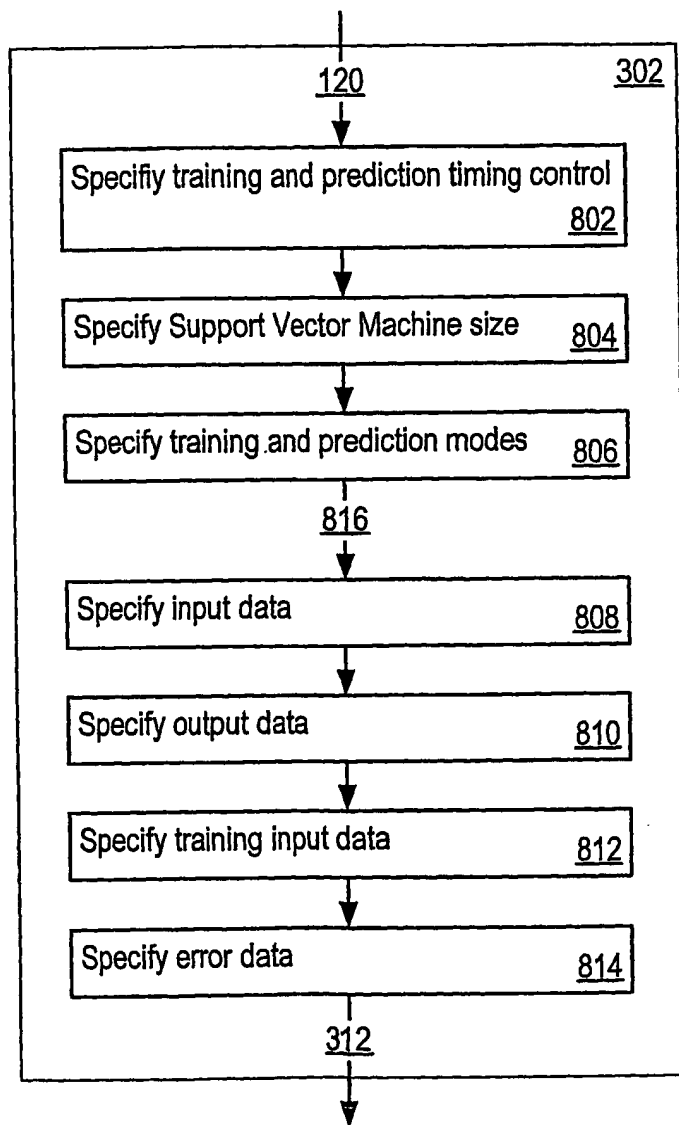 302
120
Specifiy training and prediction timing control
802
Specify Support Vector Machine size
804
Specify training and prediction modes
806
816
Specify input data
808
Specify output data
810
Specify training input data
812
Specify error data
814
312